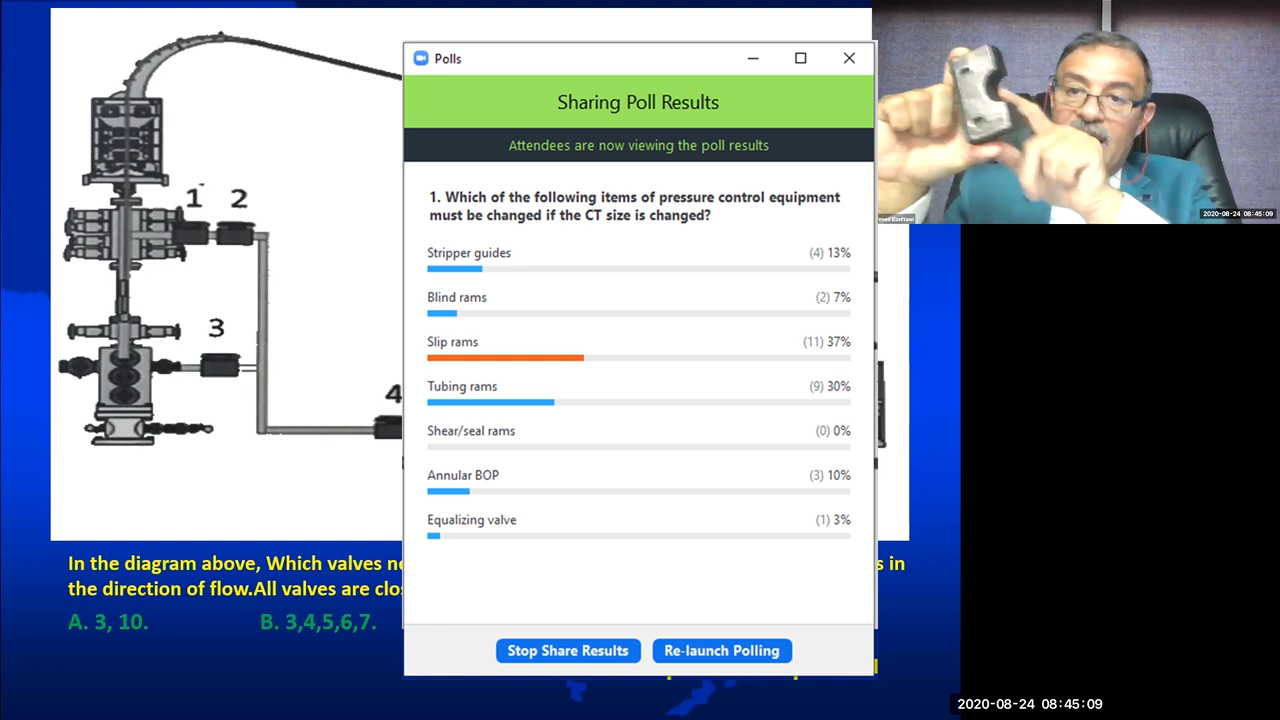 Polls
Sharing Poll Results
Attendees are now viewing the poll results
1. Which of the following items of pressure control equipment
must be changed if the CT size is changed?
Stripper guides (4) 13%
Blind rams (2) 7%
Slip rams (11) 37%
Tubing rams (9) 30%
Shear/seal rams (0) 0%
Annular BOP (3) 10%
Equalizing valve (1) 3%
Stop Share Results Re-launch Polling
1 2
3
4
In the diagram above, Which valves
s in
the direction of flow.All valves are
A. 3, 10. B. 3,4,5,6,7.
2020-08-24 08:45:09
2020-08-24 08:45:09